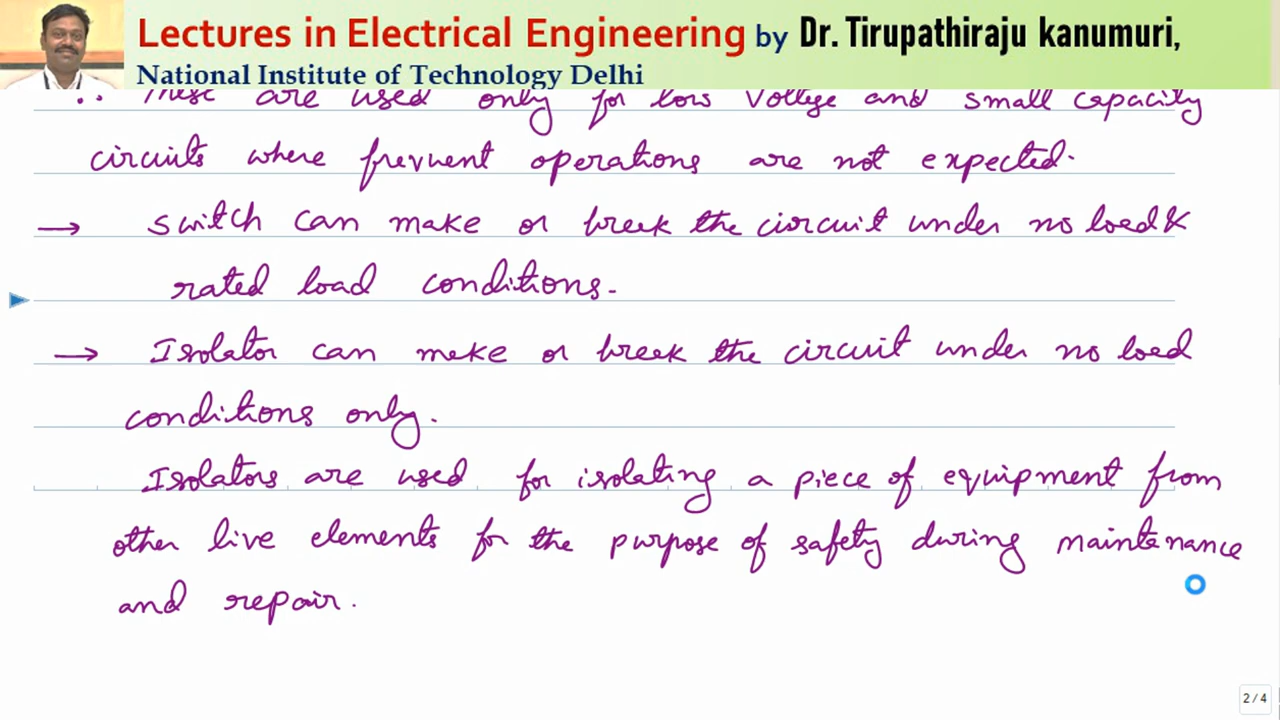 Lectures in Electrical Engineering by Dr. Tirupathiraju kanumuri,
National Institute of Technology Delhi
∴ These are used only for low Voltege and small capacity
circuits where frequent operations are not expected.
→ switch can make or break the circuit under no load &
rated load conditions.
→ Isolator can make or break the circuit under no load
conditions only.
Isolators are used for isolating a piece of equipment from
other live elements for the purpose of safety during maintenance
and repair.
2/4